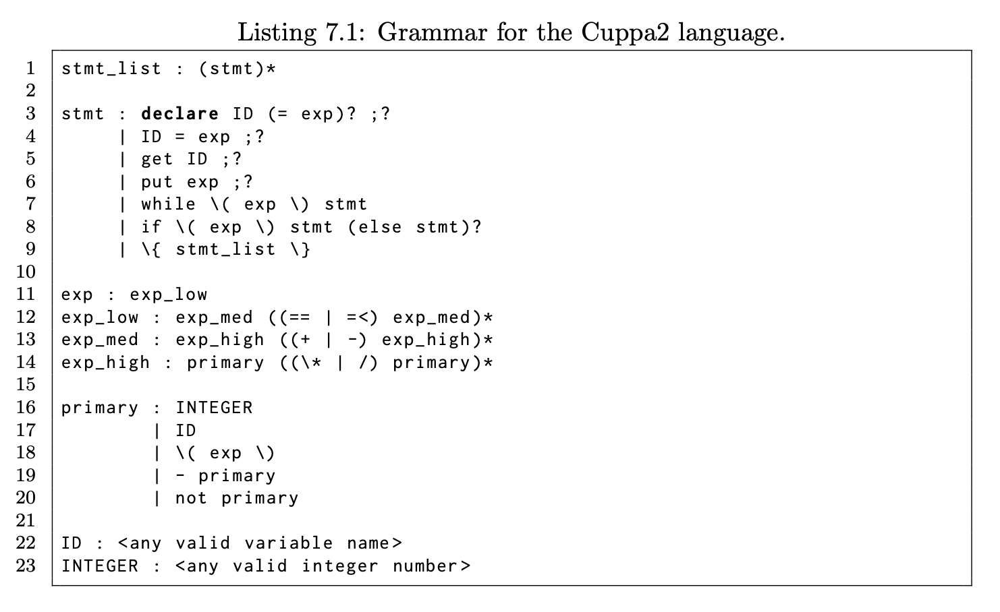 Listing 7.1: Grammar for the Cuppa2 language.
1 stmt_list : (stmt)*
2
3 stmt : declare ID (= exp)? ;?
4      | ID = exp ;?
5      | get ID ;?
6      | put exp ;?
7      | while \( exp \) stmt
8      | if \( exp \) stmt (else stmt)?
9      | \{ stmt_list \}
10
11 exp : exp_low
12 exp_low : exp_med ((== | =<) exp_med)*
13 exp_med : exp_high ((+ | -) exp_high)*
14 exp_high : primary ((\* | /) primary)*
15
16 primary : INTEGER
17         | ID
18         | \( exp \)
19         | - primary
20         | not primary
21
22 ID : <any valid variable name>
23 INTEGER : <any valid integer number>